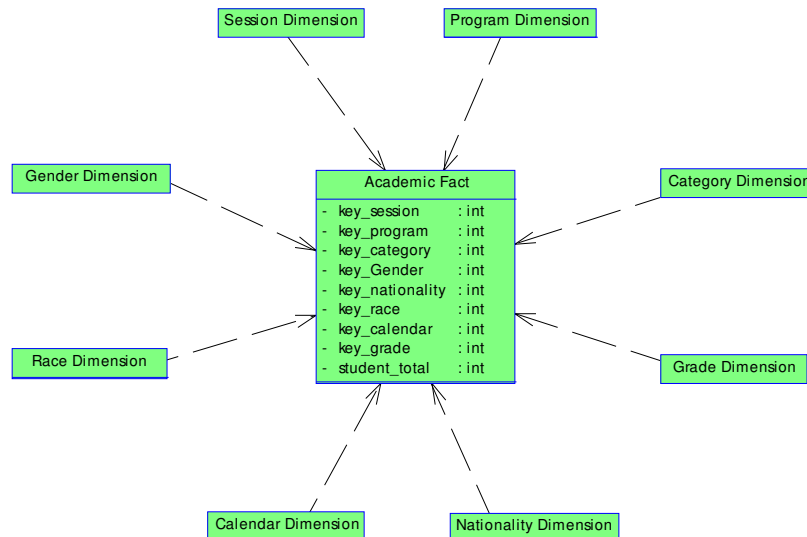 Session Dimension
Program Dimension
Gender Dimension
Academic Fact
Category Dimension
- key_session : int
- key_program : int
- key_category : int
- key_Gender : int
- key_nationality : int
- key_race : int
- key_calendar : int
- key_grade : int
- student_total : int
Race Dimension
Grade Dimension
Calendar Dimension
Nationality Dimension